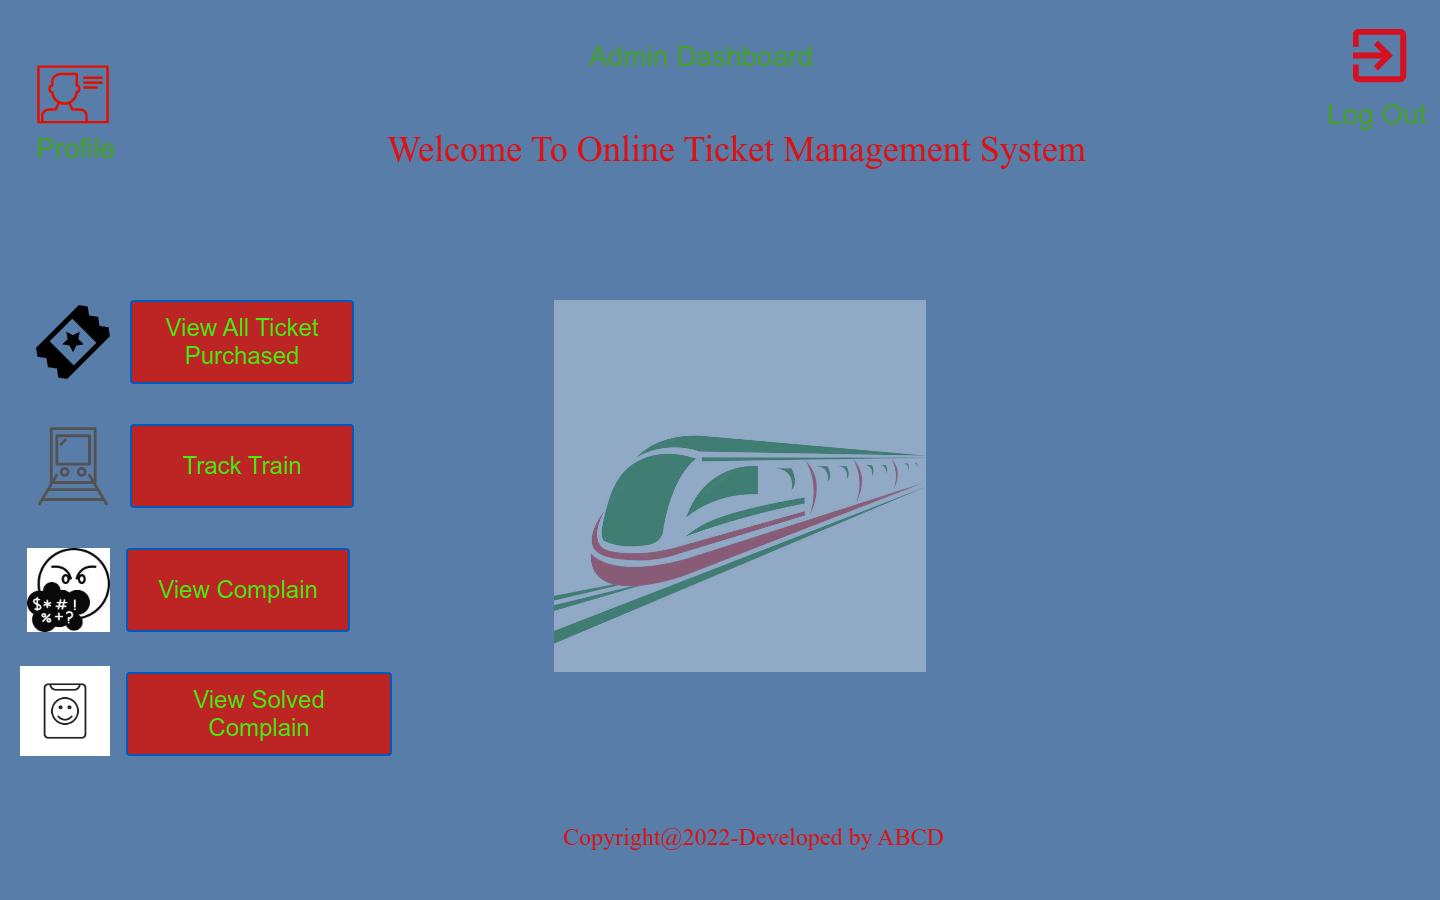 Admin Dashboard
Log Out
Profile
Welcome To Online Ticket Management System
View All Ticket
Purchased
Track Train
View Complain
$*#!
%+?
View Solved
Complain
Copyright@2022-Developed by ABCD